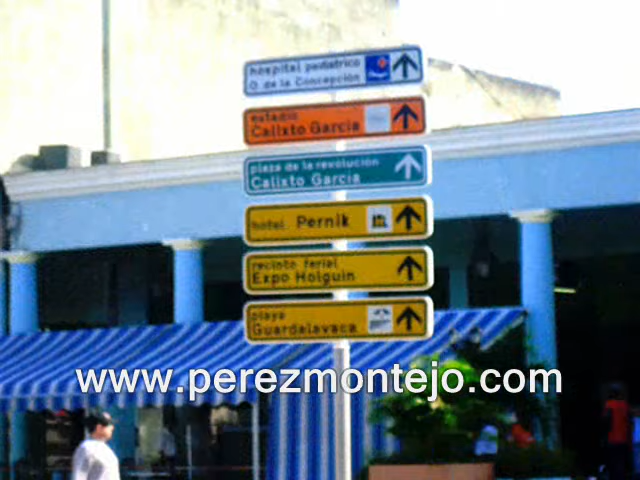 hospital pediátrico
O. de la Concepción
estadio
Calixto García
plaza de la revolución
Calixto García
hotel Pernik
recinto ferial
Expo Holguín
playa
Guardalavaca
www.perezmontejo.com